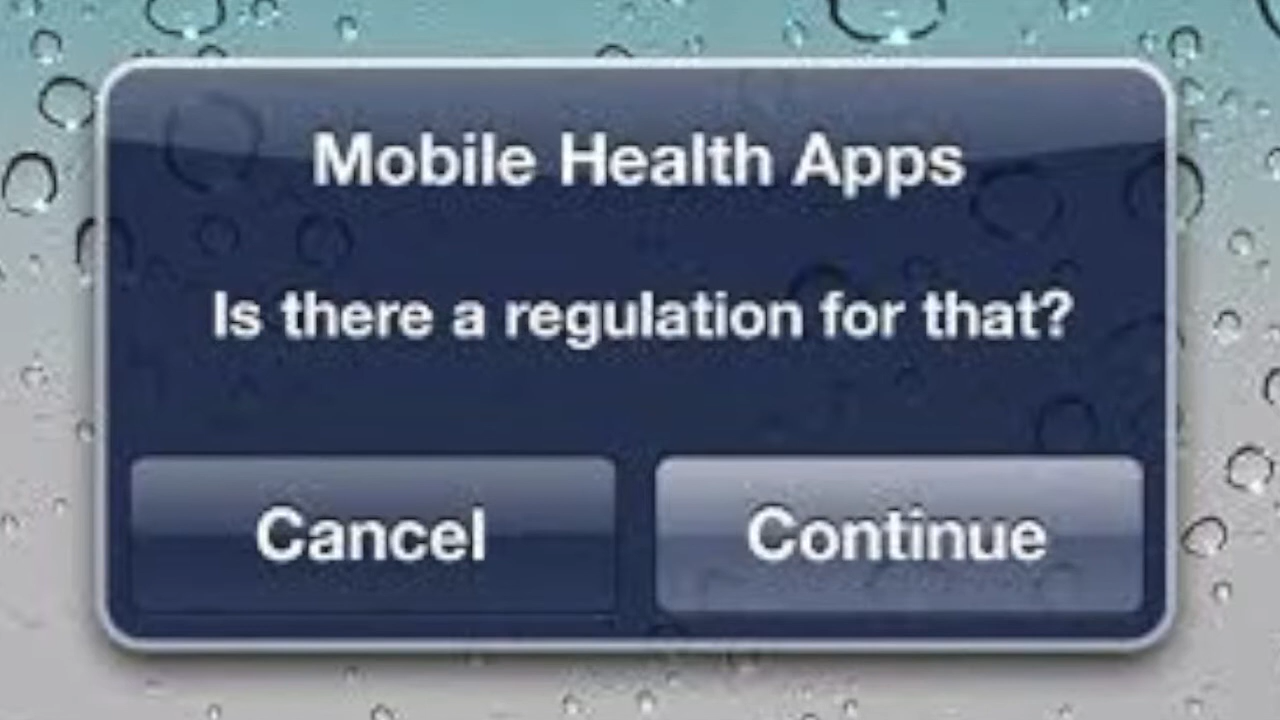 Mobile Health Apps
Is there a regulation for that?
Cancel
Continue